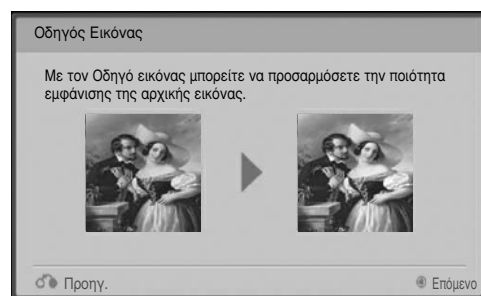 Οδηγός Εικόνας
Με τον Οδηγό εικόνας μπορείτε να προσαρμόσετε την ποιότητα
εμφάνισης της αρχικής εικόνας.
Προηγ.
Επόμενο